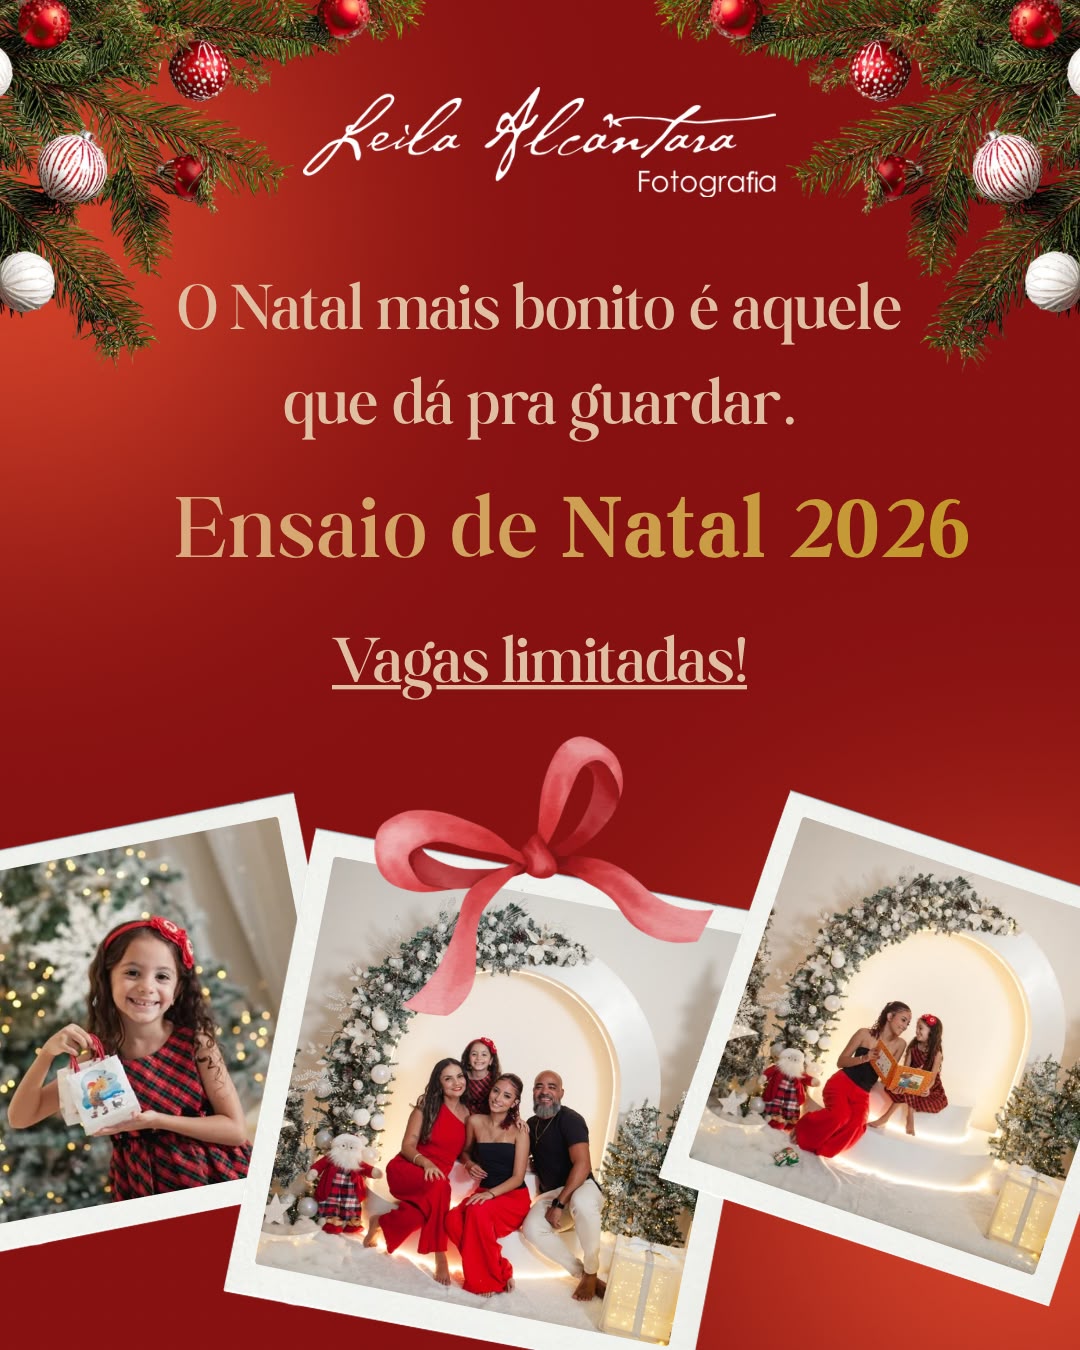 Leila Alcântara
Fotografia
O Natal mais bonito é aquele
que dá pra guardar.
Ensaio de Natal 2026
Vagas limitadas!